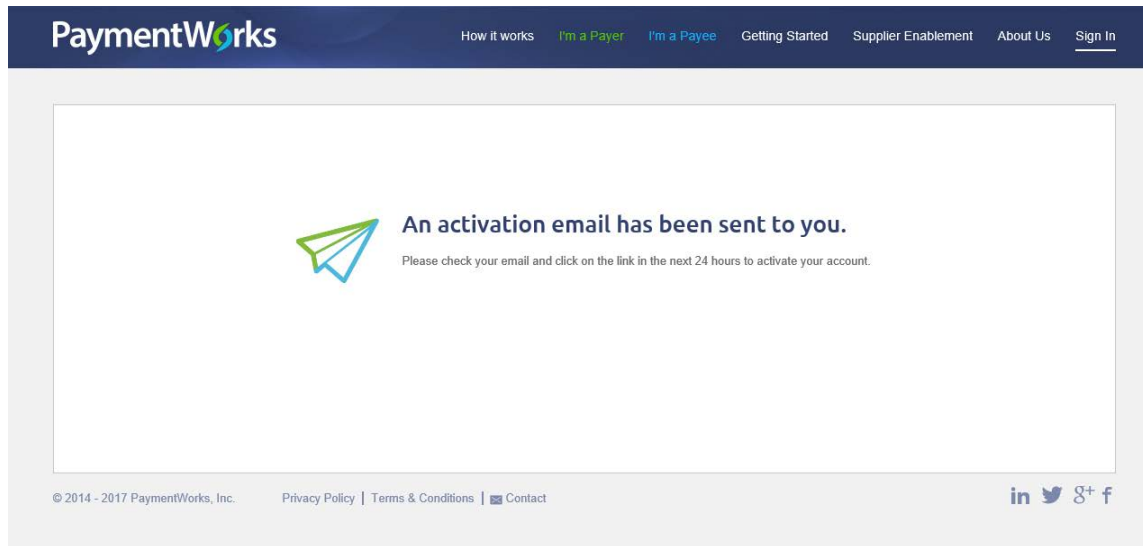 PaymentWorks
How it works I'm a Payer I'm a Payee Getting Started Supplier Enablement About Us Sign In
An activation email has been sent to you.
Please check your email and click on the link in the next 24 hours to activate your account.
© 2014 - 2017 PaymentWorks, Inc. Privacy Policy | Terms & Conditions | Contact
in g+ f